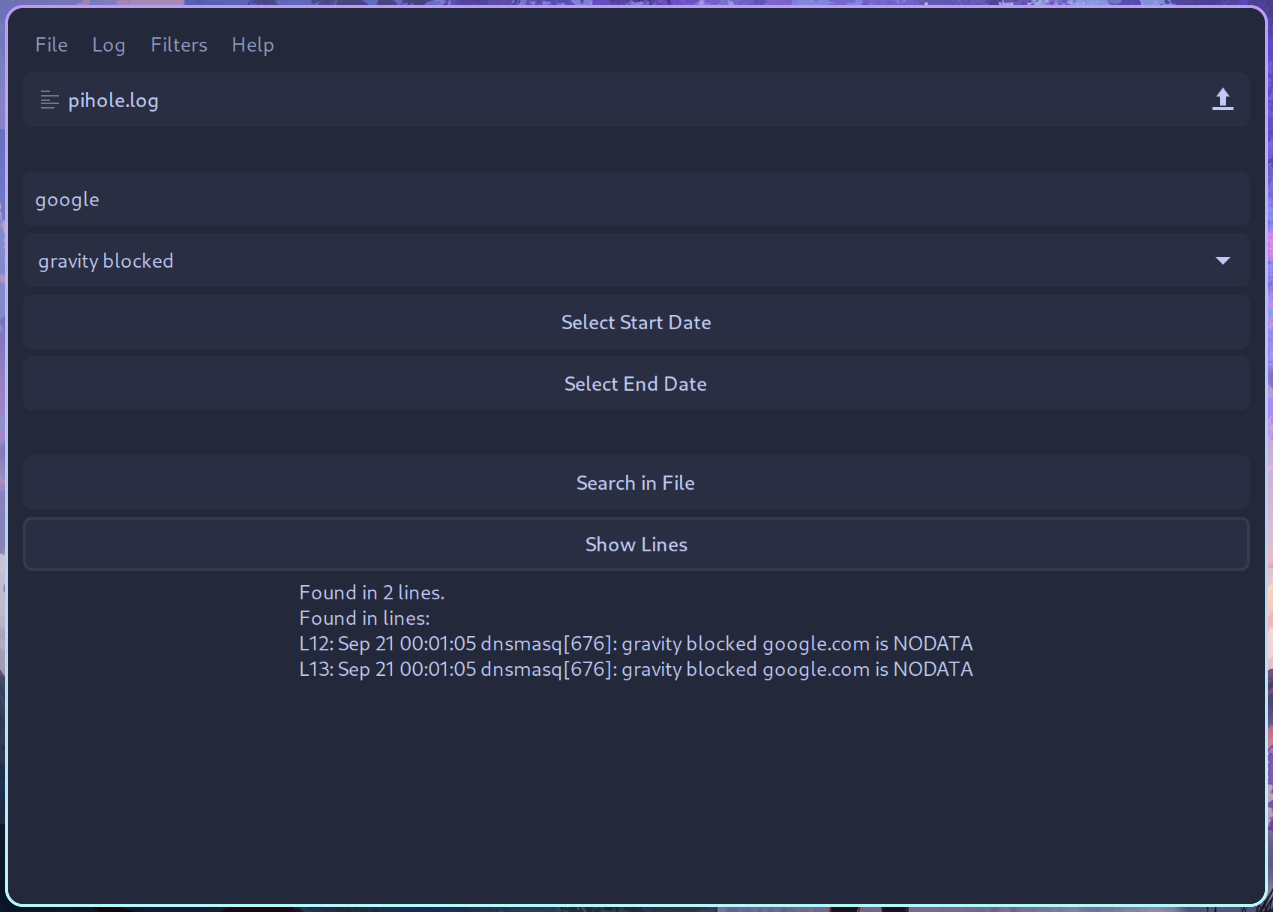 File Log Filters Help
pihole.log
google
gravity blocked
Select Start Date
Select End Date
Search in File
Show Lines
Found in 2 lines.
Found in lines:
L12: Sep 21 00:01:05 dnsmasq[676]: gravity blocked google.com is NODATA
L13: Sep 21 00:01:05 dnsmasq[676]: gravity blocked google.com is NODATA